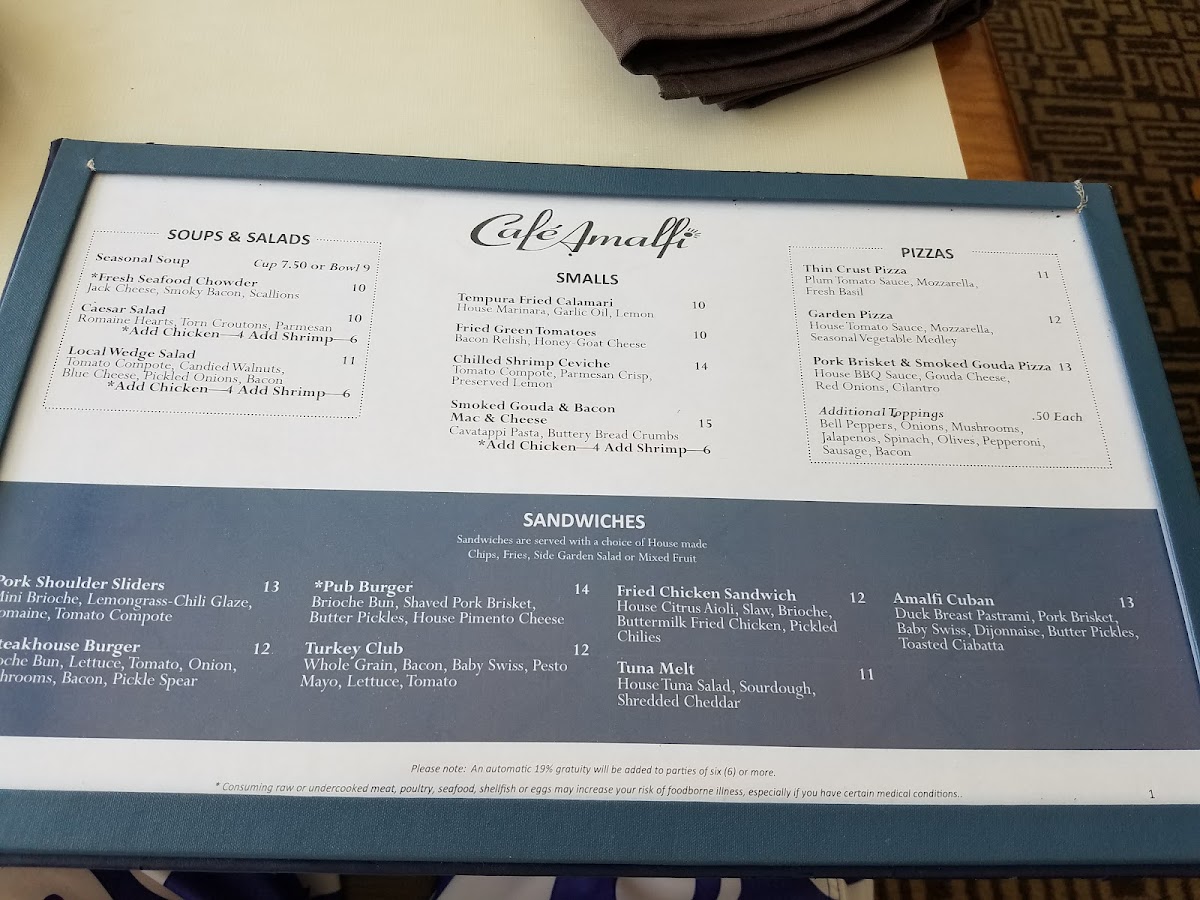 Café Amalfi
SOUPS & SALADS
Seasonal Soup Cup 7.50 or Bowl 9
*Fresh Seafood Chowder 10
Jack Cheese, Smoky Bacon, Scallions
Caesar Salad 10
Romaine Hearts, Torn Croutons, Parmesan
*Add Chicken—4 Add Shrimp—6
Local Wedge Salad 11
Tomato Compote, Candied Walnuts,
Blue Cheese, Pickled Onions, Bacon
*Add Chicken—4 Add Shrimp—6
SMALLS
Tempura Fried Calamari 10
House Marinara, Garlic Oil, Lemon
Fried Green Tomatoes 10
Bacon Relish, Honey-Goat Cheese
Chilled Shrimp Ceviche 14
Tomato Compote, Parmesan Crisp,
Preserved Lemon
Smoked Gouda & Bacon
Mac & Cheese 15
Cavatappi Pasta, Buttery Bread Crumbs
*Add Chicken—4 Add Shrimp—6
PIZZAS
Thin Crust Pizza 11
Plum Tomato Sauce, Mozzarella,
Fresh Basil
Garden Pizza 12
House Tomato Sauce, Mozzarella,
Seasonal Vegetable Medley
Pork Brisket & Smoked Gouda Pizza 13
House BBQ Sauce, Gouda Cheese,
Red Onions, Cilantro
Additional Toppings .50 Each
Bell Peppers, Onions, Mushrooms,
Jalapenos, Spinach, Olives, Pepperoni,
Sausage, Bacon
SANDWICHES
Sandwiches are served with a choice of House made
Chips, Fries, Side Garden Salad or Mixed Fruit
Pork Shoulder Sliders 13
Mini Brioche, Lemongrass-Chili Glaze,
omaine, Tomato Compote
teakhouse Burger 12
oche Bun, Lettuce, Tomato, Onion,
hrooms, Bacon, Pickle Spear
*Pub Burger 14
Brioche Bun, Shaved Pork Brisket,
Butter Pickles, House Pimento Cheese
Turkey Club 12
Whole Grain, Bacon, Baby Swiss, Pesto
Mayo, Lettuce, Tomato
Fried Chicken Sandwich 12
House Citrus Aioli, Slaw, Brioche,
Buttermilk Fried Chicken, Pickled
Chilies
Tuna Melt 11
House Tuna Salad, Sourdough,
Shredded Cheddar
Amalfi Cuban 13
Duck Breast Pastrami, Pork Brisket,
Baby Swiss, Dijonnaise, Butter Pickles,
Toasted Ciabatta
Please note: An automatic 19% gratuity will be added to parties of six (6) or more.
* Consuming raw or undercooked meat, poultry, seafood, shellfish or eggs may increase your risk of foodborne illness, especially if you have certain medical conditions..
1